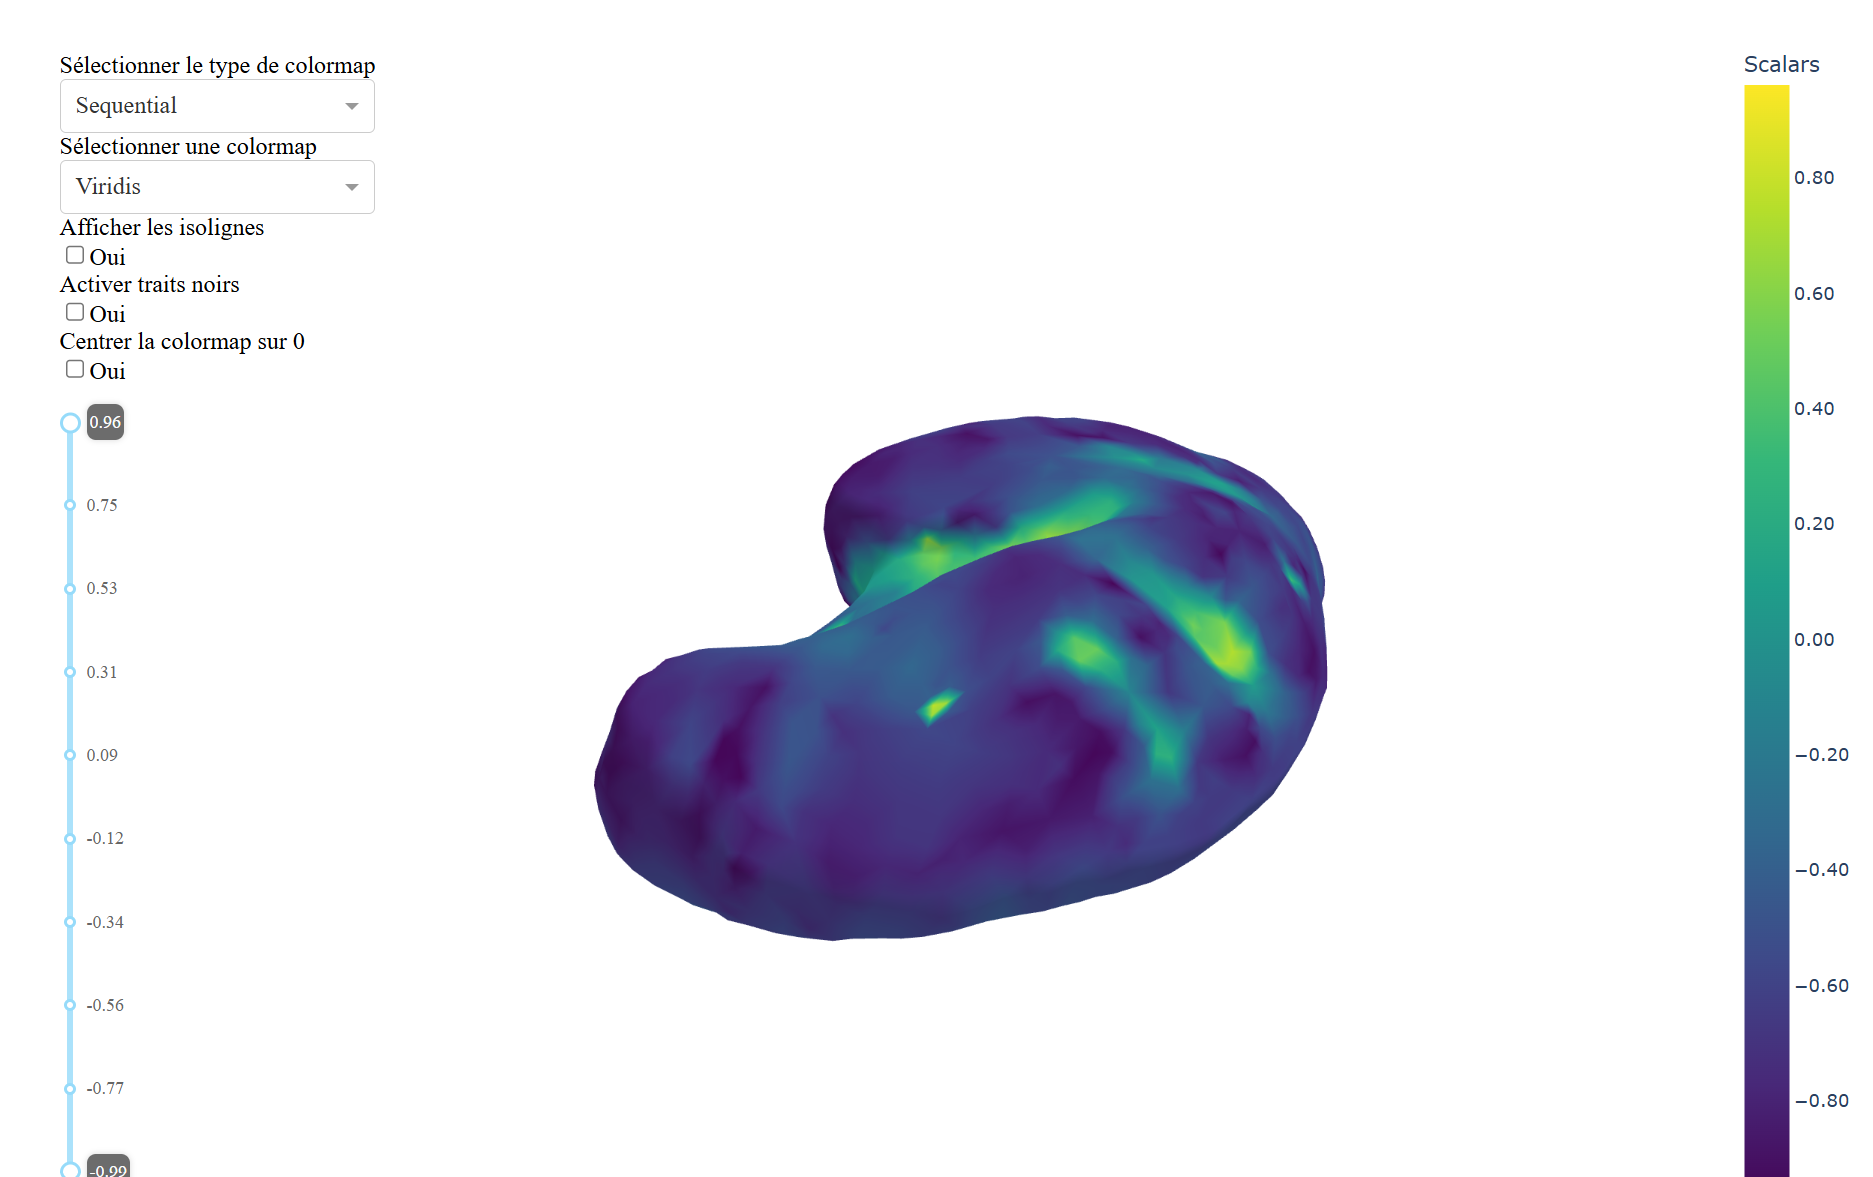 Sélectionner le type de colormap
Sequential
Sélectionner une colormap
Viridis
Afficher les isolignes
Oui
Activer traits noirs
Oui
Centrer la colormap sur 0
Oui
0.96
0.75
0.53
0.31
0.09
-0.12
-0.34
-0.56
-0.77
-0.99
Scalars
0.80
0.60
0.40
0.20
0.00
−0.20
−0.40
−0.60
−0.80